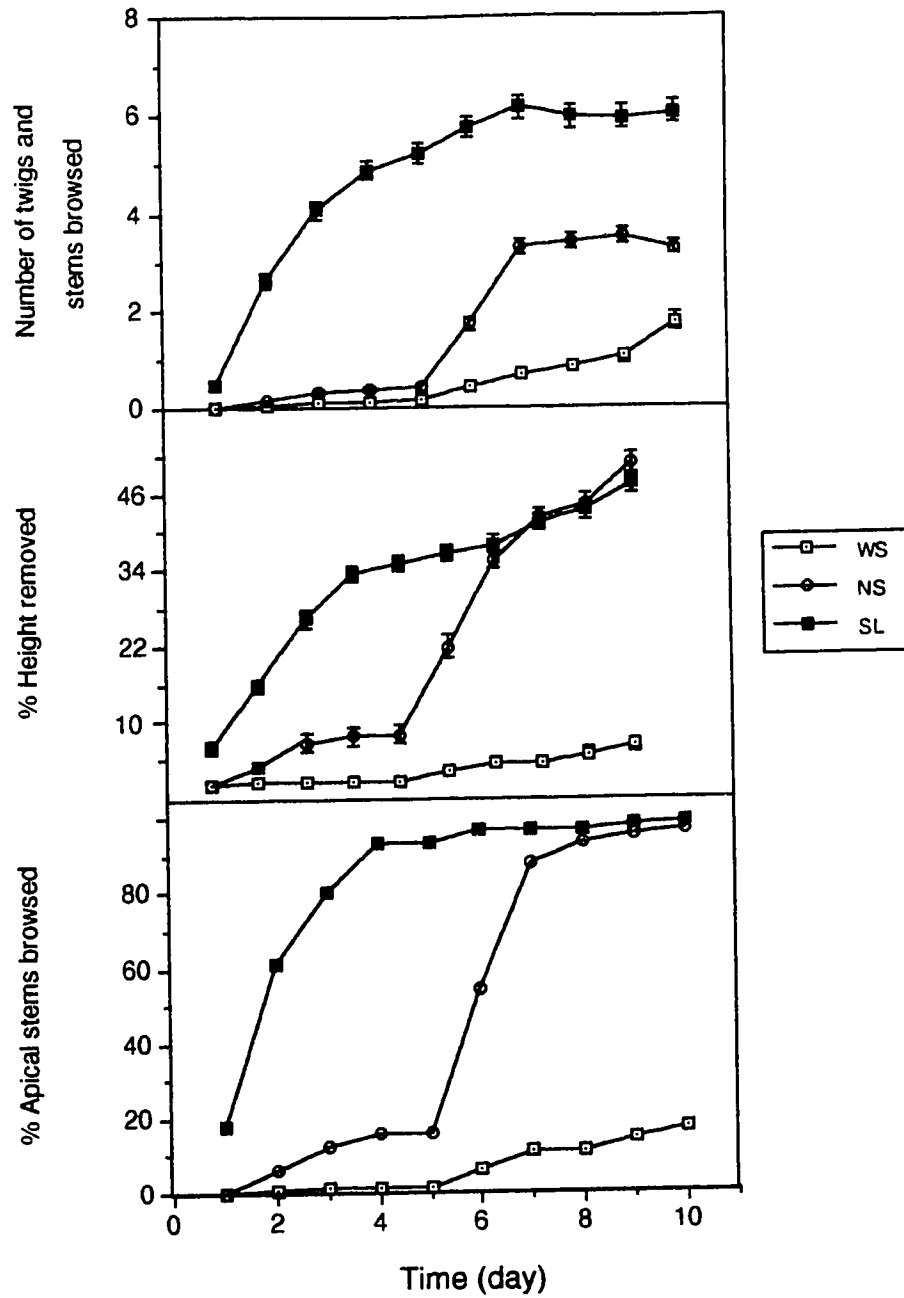 8
6
4
2
0
Number of twigs and
stems browsed
46
34
22
10
% Height removed
80
60
40
20
0
% Apical stems browsed
0 2 4 6 8 10
Time (day)
WS
NS
SL